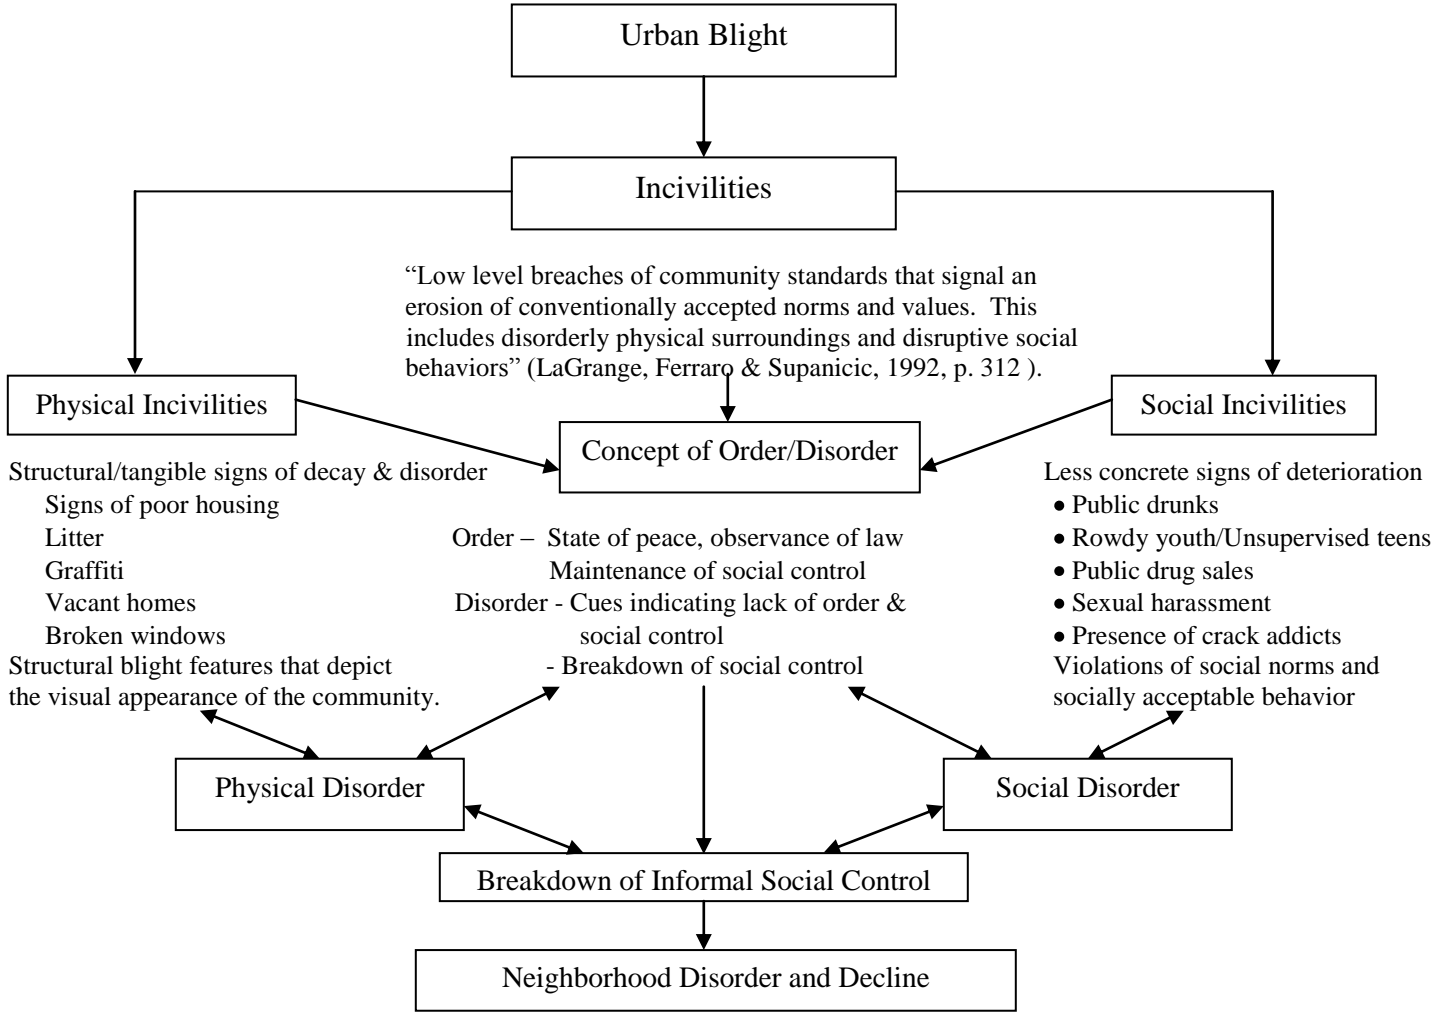 Urban Blight
Incivilities
“Low level breaches of community standards that signal an
erosion of conventionally accepted norms and values.  This
includes disorderly physical surroundings and disruptive social
behaviors” (LaGrange, Ferraro & Supanicic, 1992, p. 312 ).
Physical Incivilities
Structural/tangible signs of decay & disorder
Signs of poor housing
Litter
Graffiti
Vacant homes
Broken windows
Structural blight features that depict
the visual appearance of the community.
Concept of Order/Disorder
Order –  State of peace, observance of law
Maintenance of social control
Disorder - Cues indicating lack of order &
social control
- Breakdown of social control
Social Incivilities
Less concrete signs of deterioration
• Public drunks
• Rowdy youth/Unsupervised teens
• Public drug sales
• Sexual harassment
• Presence of crack addicts
Violations of social norms and
socially acceptable behavior
Physical Disorder
Social Disorder
Breakdown of Informal Social Control
Neighborhood Disorder and Decline